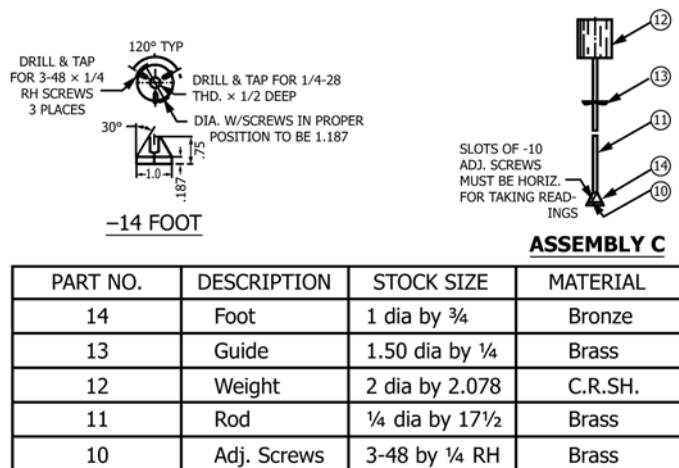 120° TYP
DRILL & TAP
FOR 3-48 × 1/4
RH SCREWS
3 PLACES
DRILL & TAP FOR 1/4-28
THD. × 1/2 DEEP
DIA. W/SCREWS IN PROPER
POSITION TO BE 1.187
30°
.75
1.0
.187
–14 FOOT
12
13
11
14
10
SLOTS OF -10
ADJ. SCREWS
MUST BE HORIZ.
FOR TAKING READ-
INGS
ASSEMBLY C
PART NO. DESCRIPTION STOCK SIZE MATERIAL
14 Foot 1 dia by ¾ Bronze
13 Guide 1.50 dia by ¼ Brass
12 Weight 2 dia by 2.078 C.R.SH.
11 Rod ¼ dia by 17½ Brass
10 Adj. Screws 3-48 by ¼ RH Brass